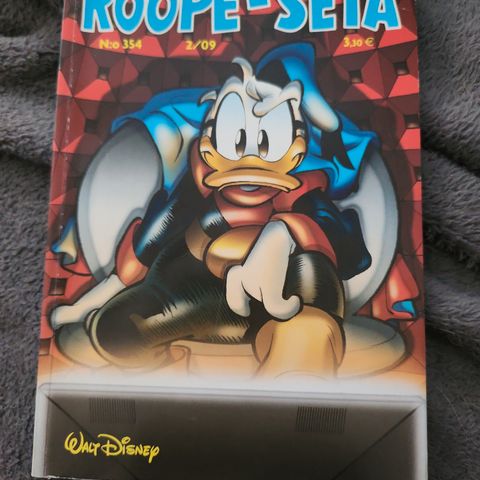 ROOPE-SETÄ
N:o 354 2/09 3,30 €
WALT DISNEY